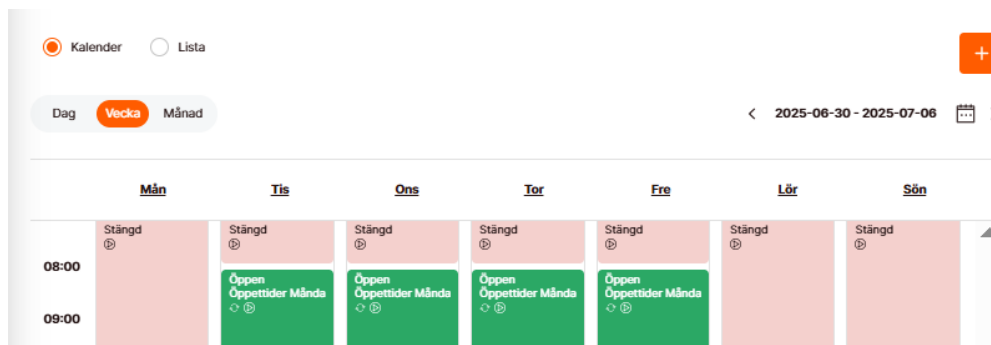 Kalender Lista
+
Dag Vecka Månad
< 2025-06-30 - 2025-07-06
Mån Tis Ons Tor Fre Lör Sön
Stängd Stängd Stängd Stängd Stängd Stängd Stängd
08:00
Öppen Öppen Öppen Öppen
Öppettider Månda Öppettider Månda Öppettider Månda Öppettider Månda
09:00